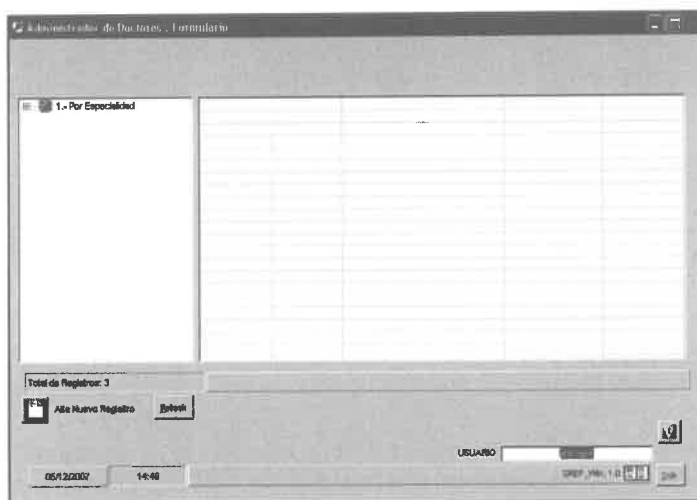 Administrador de Doctores . Formulario
1.- Por Especialidad
Total de Registros: 3
Alta Nuevo Registro
Refresh
USUARIO
05/12/2007
14:48